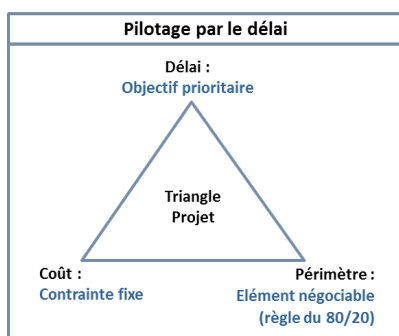 Pilotage par le délai
Délai :
Objectif prioritaire
Triangle
Projet
Coût :
Contrainte fixe
Périmètre :
Elément négociable
(règle du 80/20)